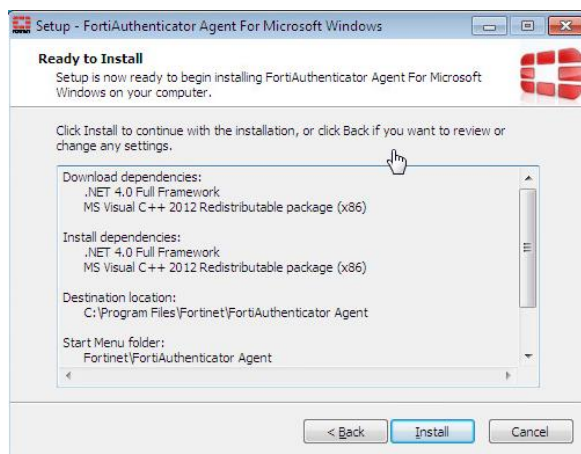 Setup - FortiAuthenticator Agent For Microsoft Windows
Ready to Install
Setup is now ready to begin installing FortiAuthenticator Agent For Microsoft
Windows on your computer.
Click Install to continue with the installation, or click Back if you want to review or
change any settings.
Download dependencies:
.NET 4.0 Full Framework
MS Visual C++ 2012 Redistributable package (x86)
Install dependencies:
.NET 4.0 Full Framework
MS Visual C++ 2012 Redistributable package (x86)
Destination location:
C:\Program Files\Fortinet\FortiAuthenticator Agent
Start Menu folder:
Fortinet\FortiAuthenticator Agent
< Back
Install
Cancel